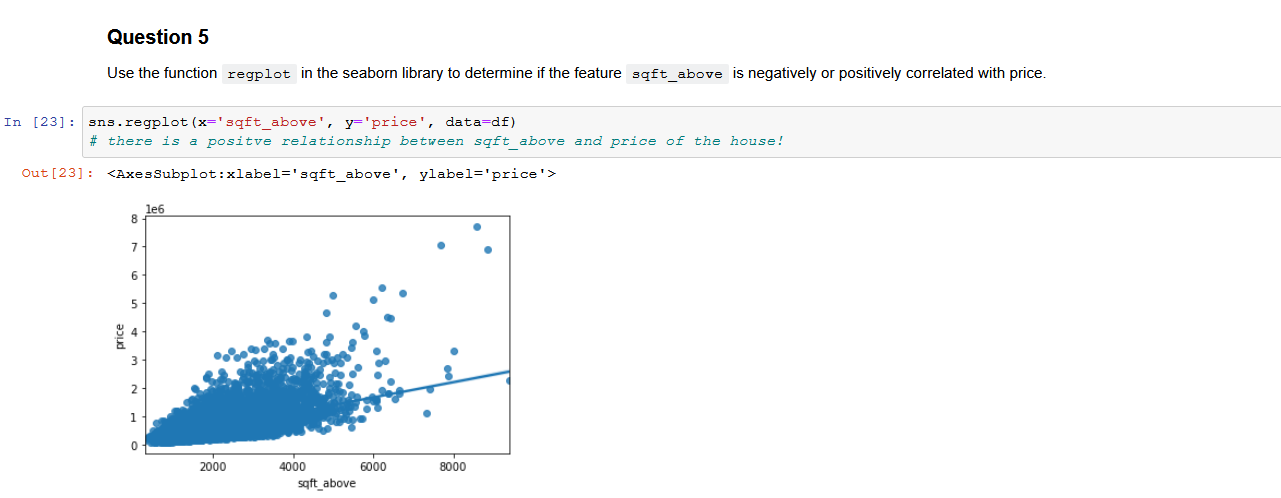 Question 5
Use the function regplot in the seaborn library to determine if the feature sqft_above is negatively or positively correlated with price.
In [23]: sns.regplot(x='sqft_above', y='price', data=df)
# there is a positve relationship between sqft_above and price of the house!
Out[23]: <AxesSubplot:xlabel='sqft_above', ylabel='price'>
1e6
8
7
6
5
4
3
2
1
0
price
2000 4000 6000 8000
sqft_above